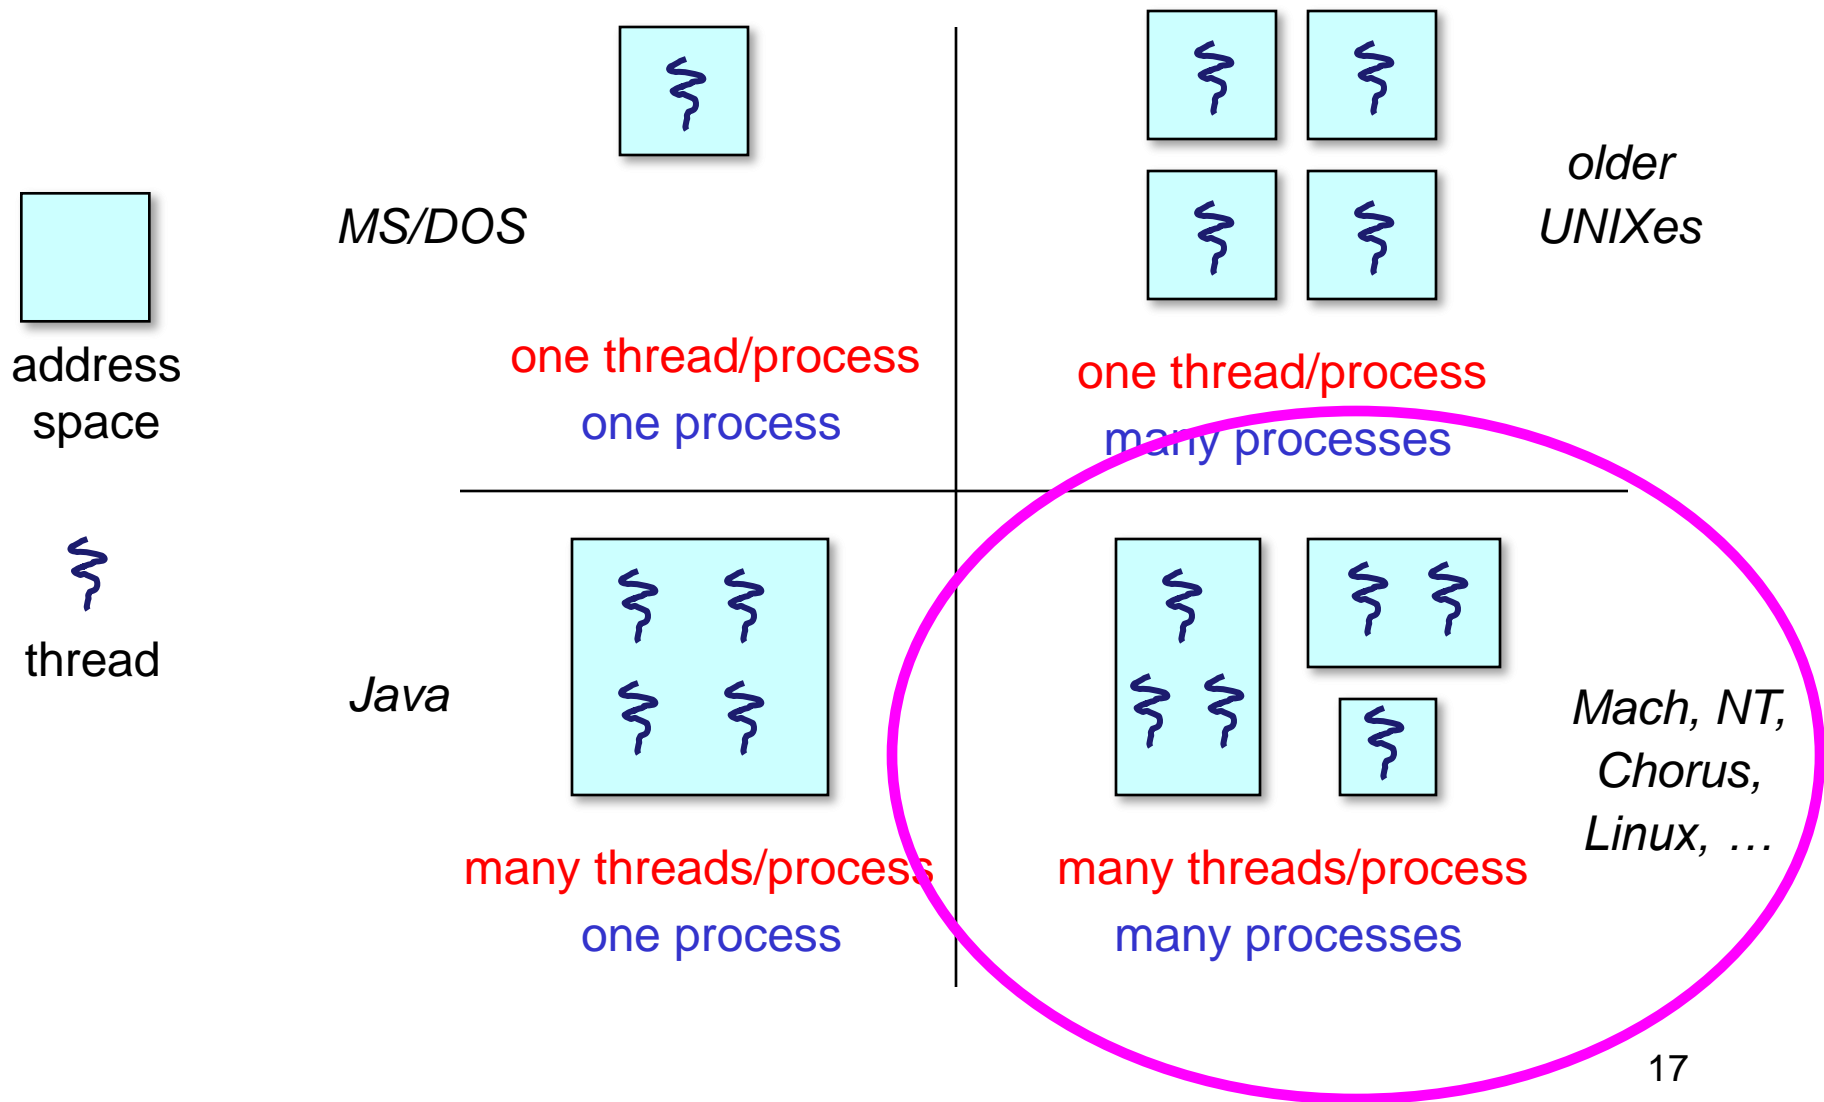 address
space
thread
MS/DOS
one thread/process
one process
older
UNIXes
one thread/process
many processes
Java
many threads/process
one process
Mach, NT,
Chorus,
Linux, …
many threads/process
many processes
17